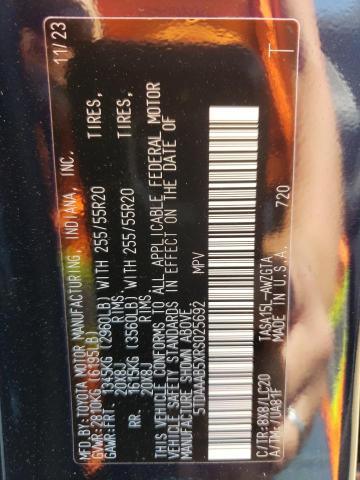 MFD.BY:TOYOTA MOTOR MANUFACTURING, INDIANA, INC. 11/23
GVWR:2810KG (6195LB)
GAWR:FRT. 1345KG (2960LB) WITH 255/55R20 TIRES,
20X8J RIMS
RR. 1615KG (3560LB) WITH 255/55R20 TIRES,
20X8J RIMS
THIS VEHICLE CONFORMS TO ALL APPLICABLE FEDERAL MOTOR
VEHICLE SAFETY STANDARDS IN EFFECT ON THE DATE OF
MANUFACTURE SHOWN ABOVE.
5TDAAAB5XRS025692 MPV
C/TR:8X8/LC20 TASA45L-AWZGTA 720 T
A/TM:-/UA81F MADE IN U.S.A.